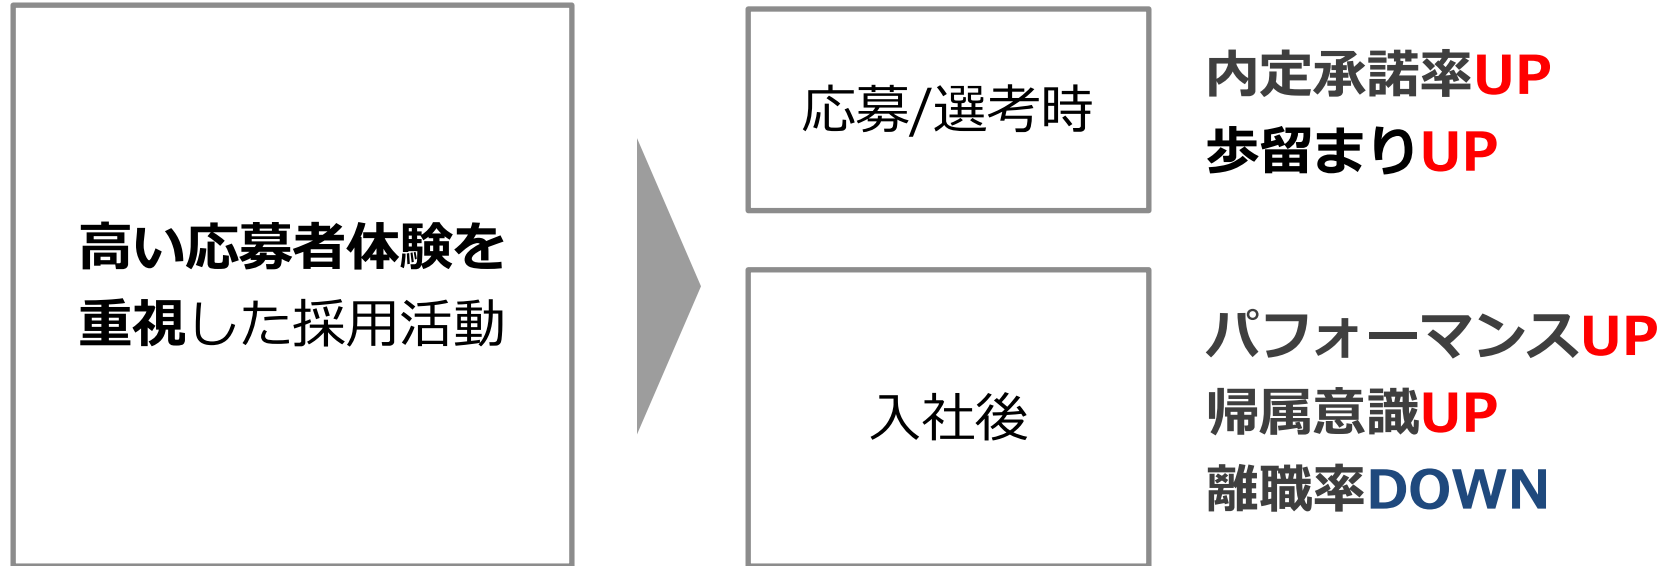 高い応募者体験を
重視した採用活動
応募/選考時
内定承諾率UP
歩留まりUP
入社後
パフォーマンスUP
帰属意識UP
離職率DOWN